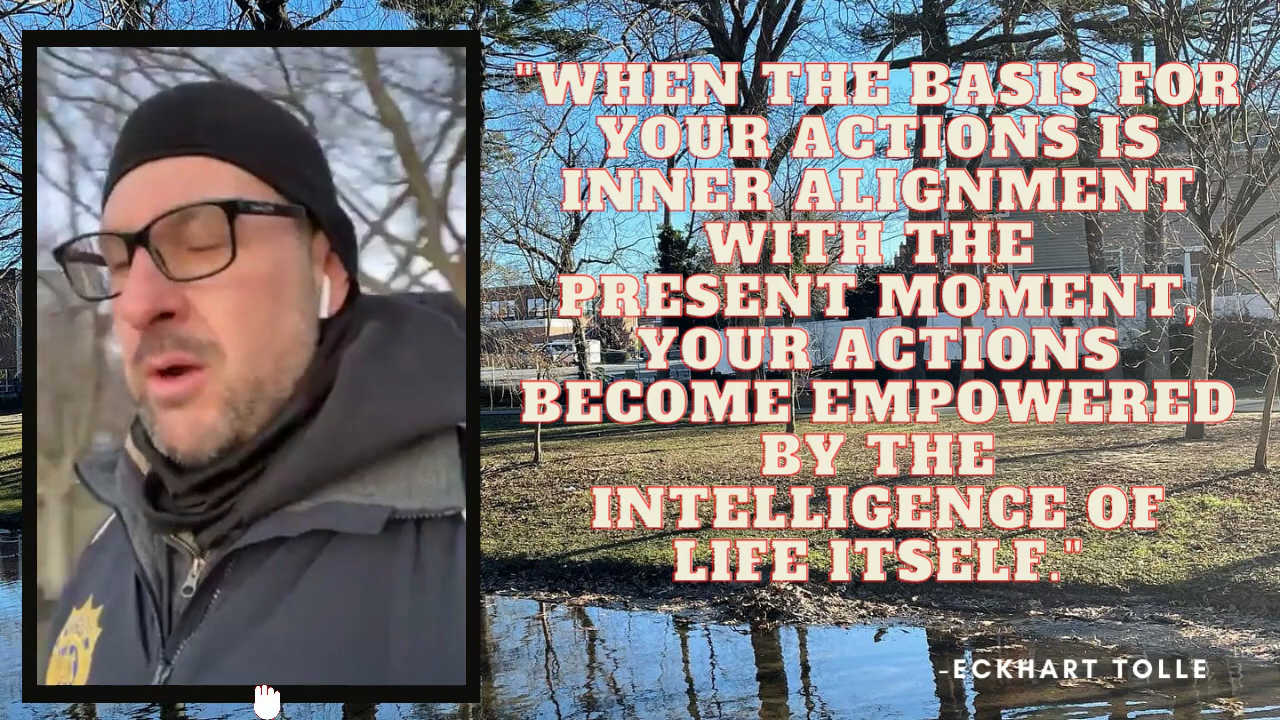 "WHEN THE BASIS FOR
YOUR ACTIONS IS
INNER ALIGNMENT
WITH THE
PRESENT MOMENT,
YOUR ACTIONS
BECOME EMPOWERED
BY THE
INTELLIGENCE OF
LIFE ITSELF."
-ECKHART TOLLE